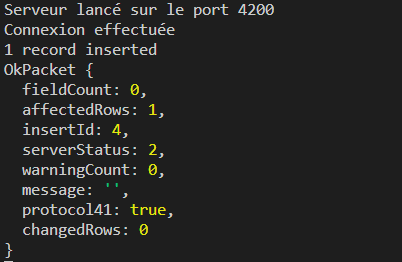 Serveur lancé sur le port 4200
Connexion effectuée
1 record inserted
OkPacket {
  fieldCount: 0,
  affectedRows: 1,
  insertId: 4,
  serverStatus: 2,
  warningCount: 0,
  message: '',
  protocol41: true,
  changedRows: 0
}